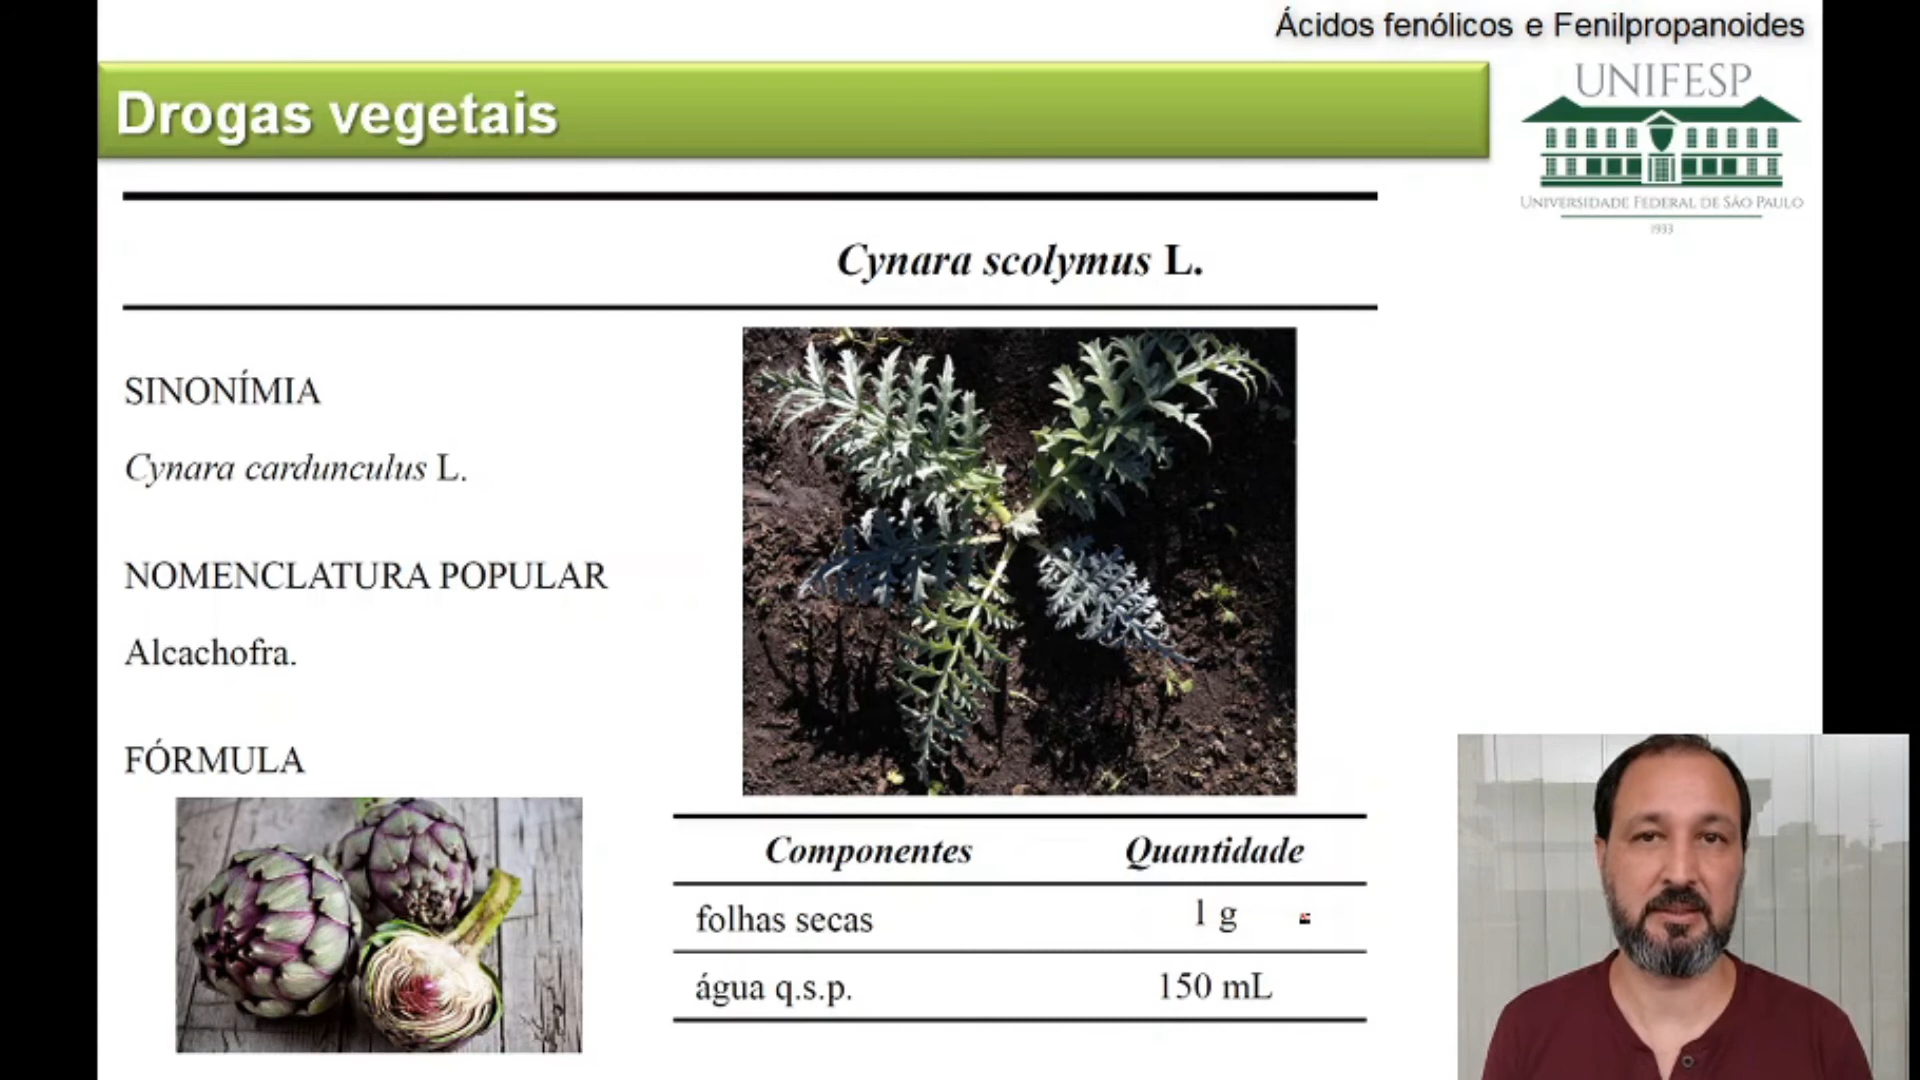 Ácidos fenólicos e Fenilpropanoides
Drogas vegetais
UNIFESP
UNIVERSIDADE FEDERAL DE SÃO PAULO
1933
Cynara scolymus L.
SINONÍMIA
Cynara cardunculus L.
NOMENCLATURA POPULAR
Alcachofra.
FÓRMULA
Componentes Quantidade
folhas secas 1 g
água q.s.p. 150 mL